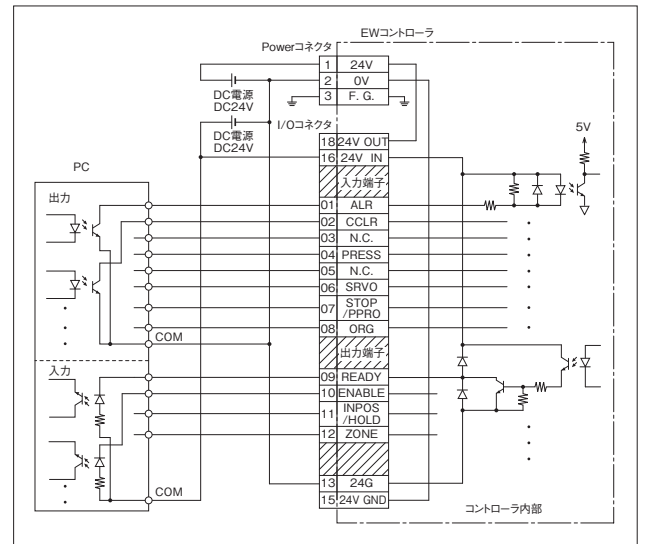 EWコントローラ
Powerコネクタ
1 24V
2 0V
3 F. G.
DC電源
DC24V
DC電源
DC24V
I/Oコネクタ
18 24V OUT
16 24V IN
入力端子
01 ALR
02 CCLR
03 N.C.
04 PRESS
05 N.C.
06 SRVO
07 STOP
/PPRO
08 ORG
出力端子
09 READY
10 ENABLE
11 INPOS
/HOLD
12 ZONE
13 24G
15 24V GND
PC
出力
COM
入力
COM
5V
コントローラ内部